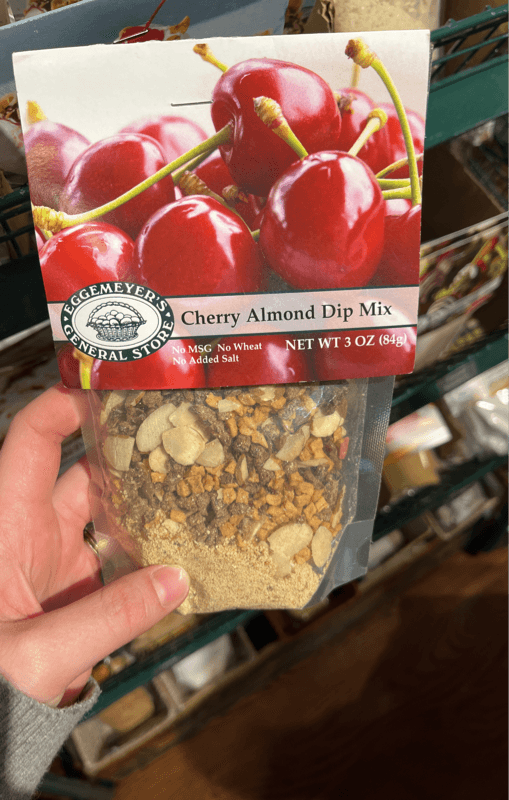 EGGEMEYER'S
GENERAL STORE
Cherry Almond Dip Mix
No MSG No Wheat
No Added Salt
NET WT 3 OZ (84g)